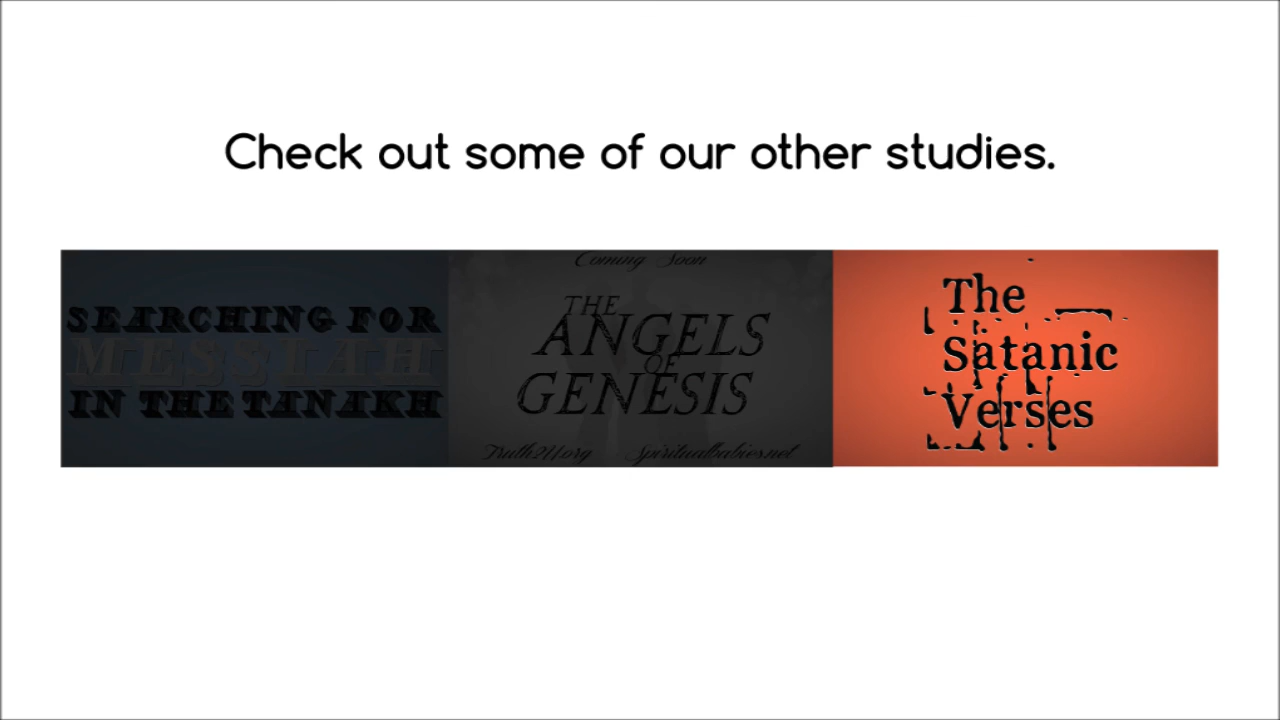 Check out some of our other studies.
SEARCHING FOR
MESSIAH
IN THE TANAKH
Coming Soon
THE
ANGELS
OF
GENESIS
Truth211.org Spiritualbabies.net
The
Satanic
Verses